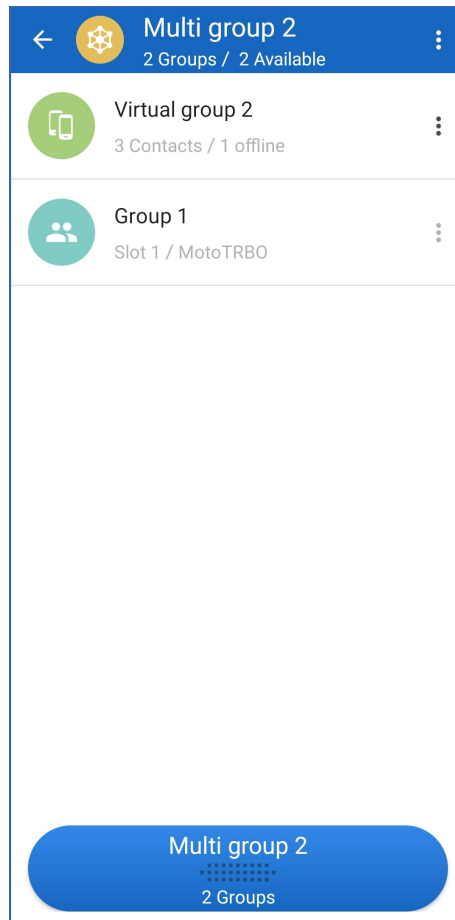 Multi group 2
2 Groups / 2 Available
Virtual group 2
3 Contacts / 1 offline
Group 1
Slot 1 / MotoTRBO
Multi group 2
2 Groups